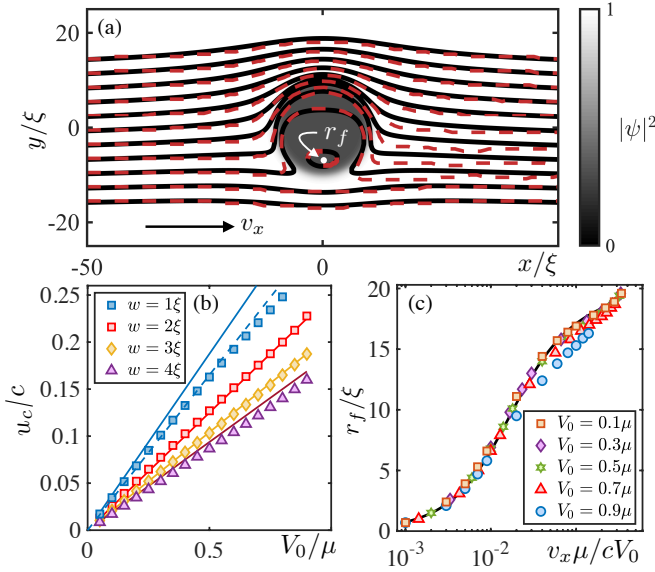 (a)
20
0
-20
y/ξ
r_f
v_x
-50
0
50
x/ξ
1
0
|ψ|²
(b)
0.25
0.2
0.15
0.1
0.05
0
u_c/c
w = 1ξ
w = 2ξ
w = 3ξ
w = 4ξ
0
0.5
V_0/μ
(c)
20
15
10
5
0
r_f/ξ
V_0 = 0.1μ
V_0 = 0.3μ
V_0 = 0.5μ
V_0 = 0.7μ
V_0 = 0.9μ
10⁻³
10⁻²
v_xμ/cV_0